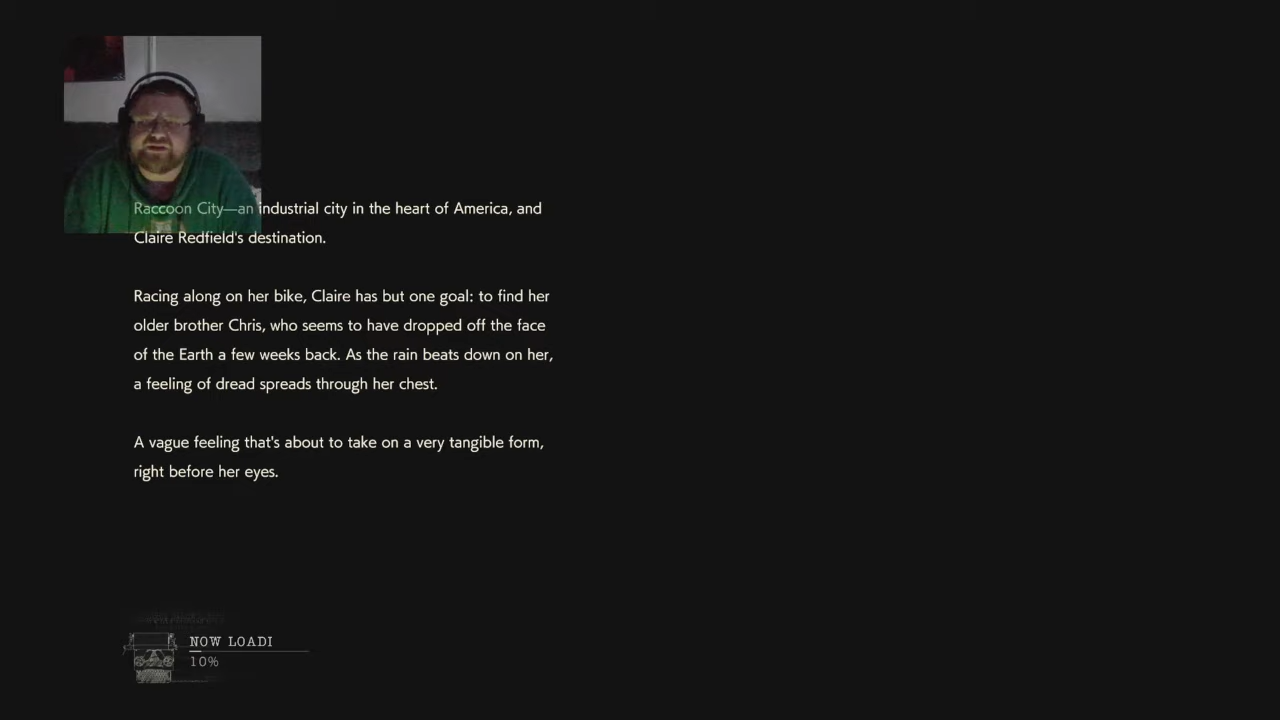 Raccoon City—an industrial city in the heart of America, and
Claire Redfield's destination.
Racing along on her bike, Claire has but one goal: to find her
older brother Chris, who seems to have dropped off the face
of the Earth a few weeks back. As the rain beats down on her,
a feeling of dread spreads through her chest.
A vague feeling that's about to take on a very tangible form,
right before her eyes.
NOW LOADI
10%